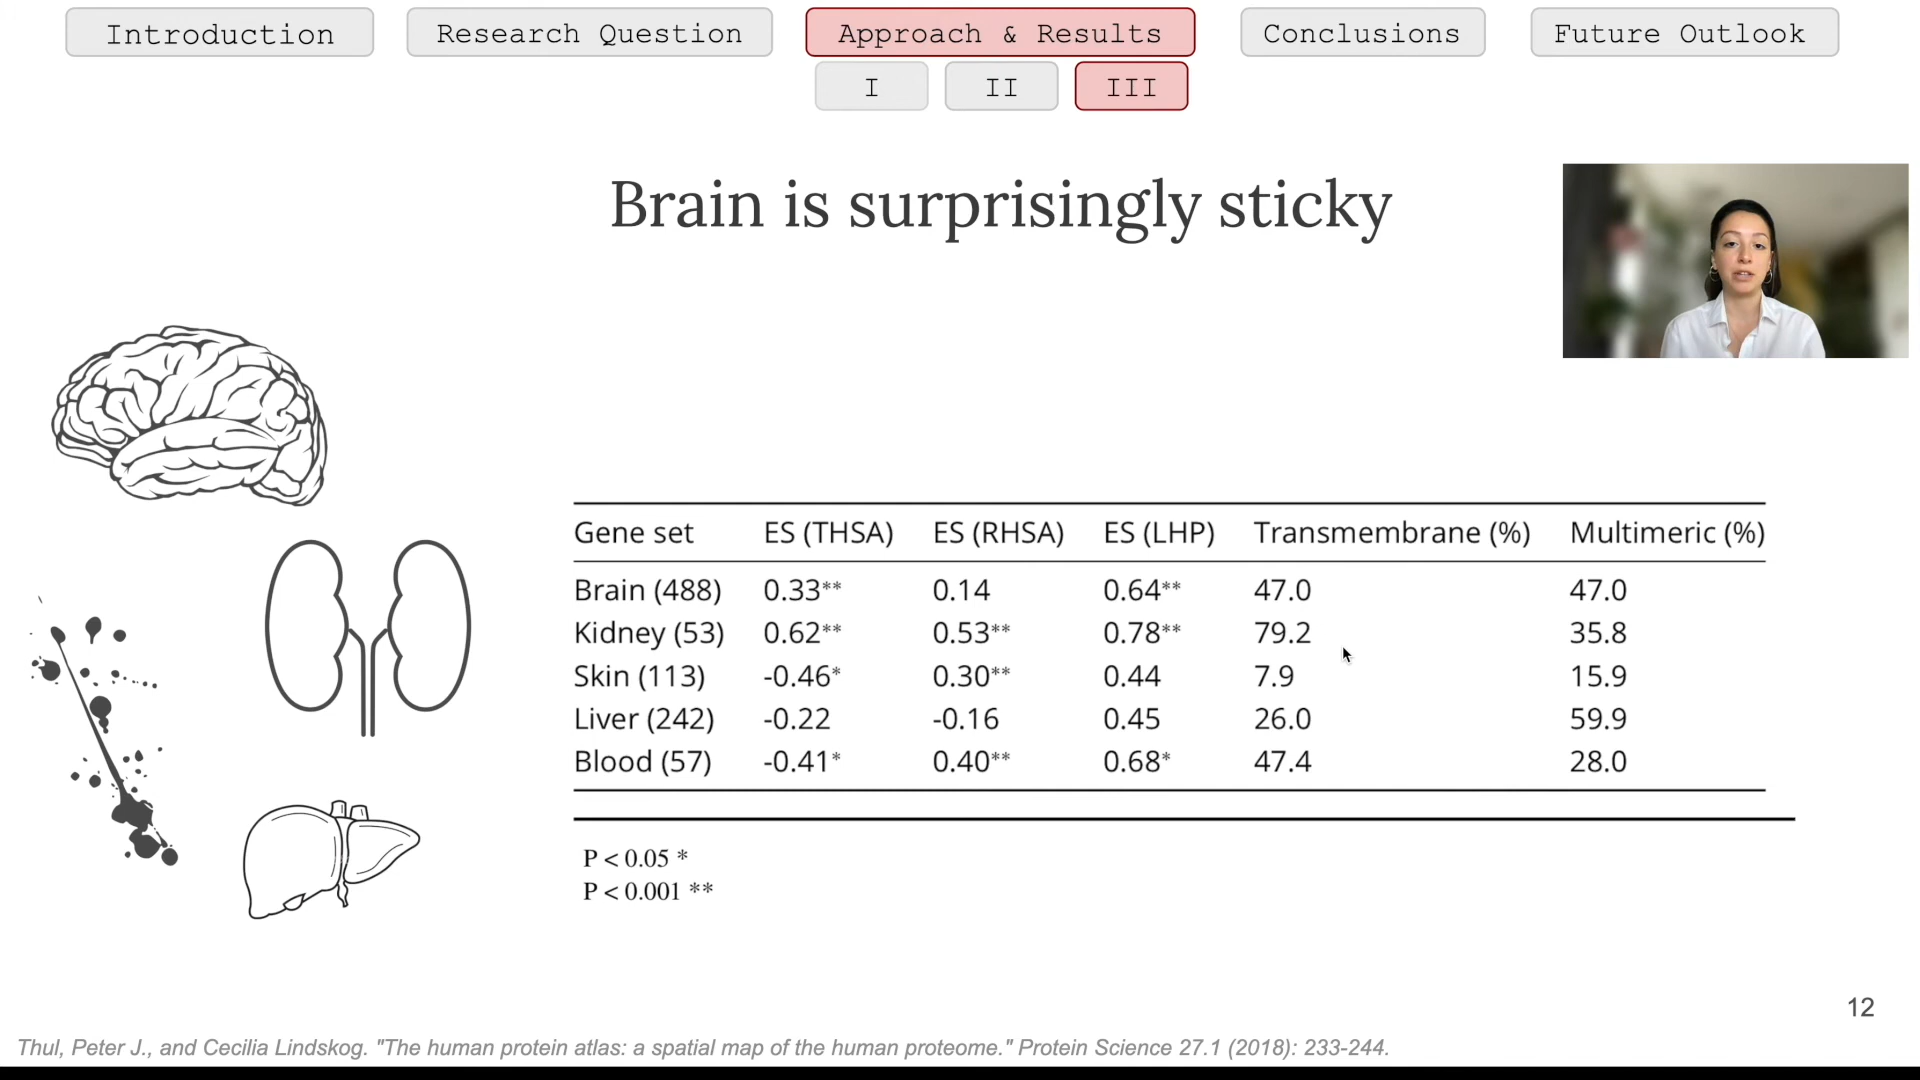 Introduction
Research Question
Approach & Results
Conclusions
Future Outlook
I
II
III
Brain is surprisingly sticky
Gene set ES (THSA) ES (RHSA) ES (LHP) Transmembrane (%) Multimeric (%)
Brain (488) 0.33** 0.14 0.64** 47.0 47.0
Kidney (53) 0.62** 0.53** 0.78** 79.2 35.8
Skin (113) -0.46* 0.30** 0.44 7.9 15.9
Liver (242) -0.22 -0.16 0.45 26.0 59.9
Blood (57) -0.41* 0.40** 0.68* 47.4 28.0
P < 0.05 *
P < 0.001 **
12
Thul, Peter J., and Cecilia Lindskog. "The human protein atlas: a spatial map of the human proteome." Protein Science 27.1 (2018): 233-244.